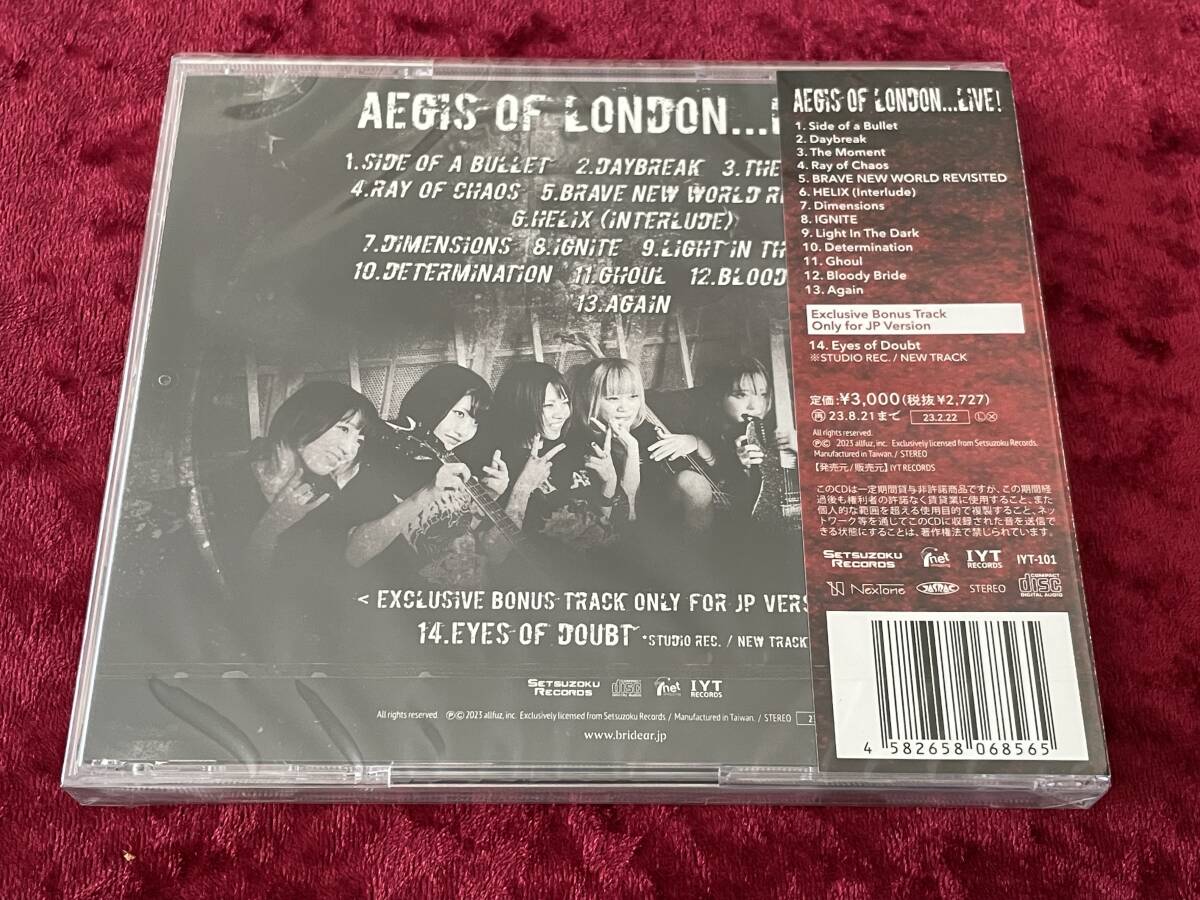 AEGIS OF LONDON...
1.SIDE OF A BULLET 2.DAYBREAK 3.THE
4.RAY OF CHAOS 5.BRAVE NEW WORLD
6.HELIX (INTERLUDE)
7.DIMENSIONS 8.IGNITE 9.LIGHT IN
10.DETERMINATION 11.GHOUL 12.BLOOD
13.AGAIN
< EXCLUSIVE BONUS TRACK ONLY FOR JP VERS
14.EYES OF DOUBT *STUDIO REC. / NEW TRACK
SETSUZOKU RECORDS COMPACT disc DIGITAL AUDIO 7net IYT RECORDS
All rights reserved. ℗© 2023 allfuz, inc. Exclusively licensed from Setsuzoku Records / Manufactured in Taiwan. / STEREO
www.bridear.jp
AEGIS OF LONDON...LIVE!
1. Side of a Bullet
2. Daybreak
3. The Moment
4. Ray of Chaos
5. BRAVE NEW WORLD REVISITED
6. HELIX (Interlude)
7. Dimensions
8. IGNITE
9. Light In The Dark
10. Determination
11. Ghoul
12. Bloody Bride
13. Again
Exclusive Bonus Track
Only for JP Version
14. Eyes of Doubt
※STUDIO REC. / NEW TRACK
定価:¥3,000(税抜¥2,727)
再 23.8.21まで 23.2.22 Ⓛ ⓧ
All rights reserved.
℗© 2023 allfuz, inc. Exclusively licensed from Setsuzoku Records.
Manufactured in Taiwan. / STEREO
【発売元/販売元】IYT RECORDS
このCDは一定期間貸与非許諾商品ですが、この期間経
過後も権利者の許諾なく賃貸業に使用すること、また
個人的な範囲を超える使用目的で複製すること、ネッ
トワーク等を通じてこのCDに収録された音を送信で
きる状態にすることは、著作権法で禁じられています。
SETSUZOKU RECORDS 7net IYT RECORDS IYT-101
NexTone JASRAC STEREO COMPACT disc DIGITAL AUDIO
4 582658 068565